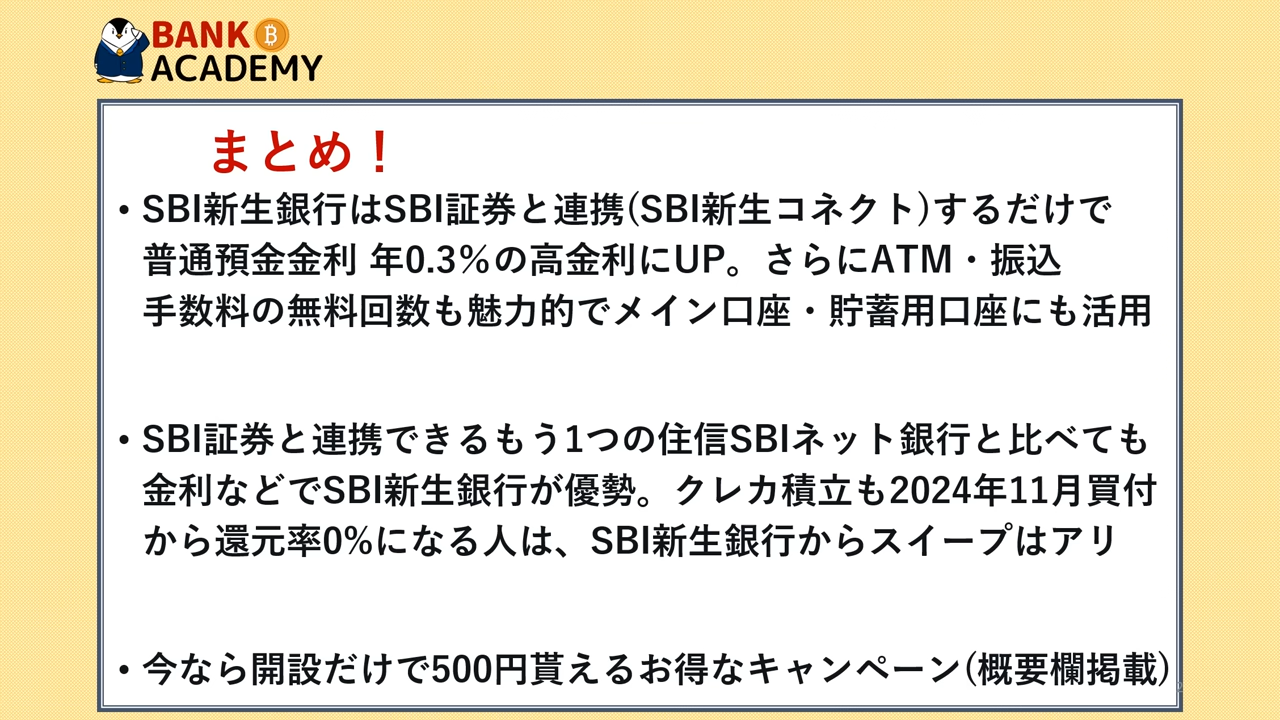 BANK
ACADEMY
まとめ！
・SBI新生銀行はSBI証券と連携(SBI新生コネクト)するだけで
普通預金金利 年0.3%の高金利にUP。さらにATM・振込
手数料の無料回数も魅力的でメイン口座・貯蓄用口座にも活用
・SBI証券と連携できるもう1つの住信SBIネット銀行と比べても
金利などでSBI新生銀行が優勢。クレカ積立も2024年11月買付
から還元率0%になる人は、SBI新生銀行からスイープはアリ
・今なら開設だけで500円貰えるお得なキャンペーン(概要欄掲載)